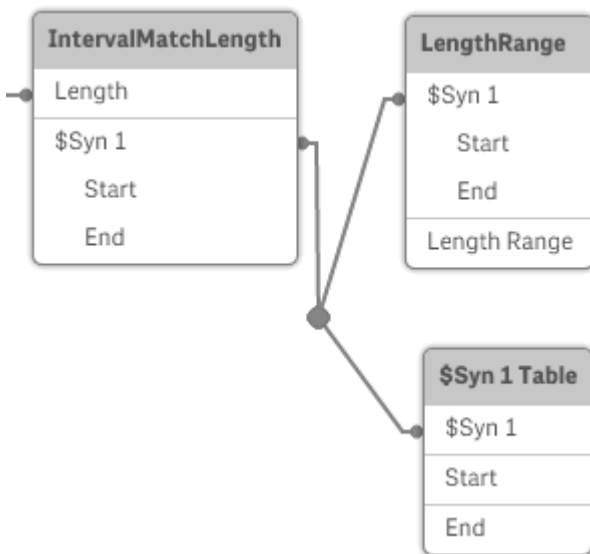 IntervalMatchLength
Length
$Syn 1
Start
End
LengthRange
$Syn 1
Start
End
Length Range
$Syn 1 Table
$Syn 1
Start
End